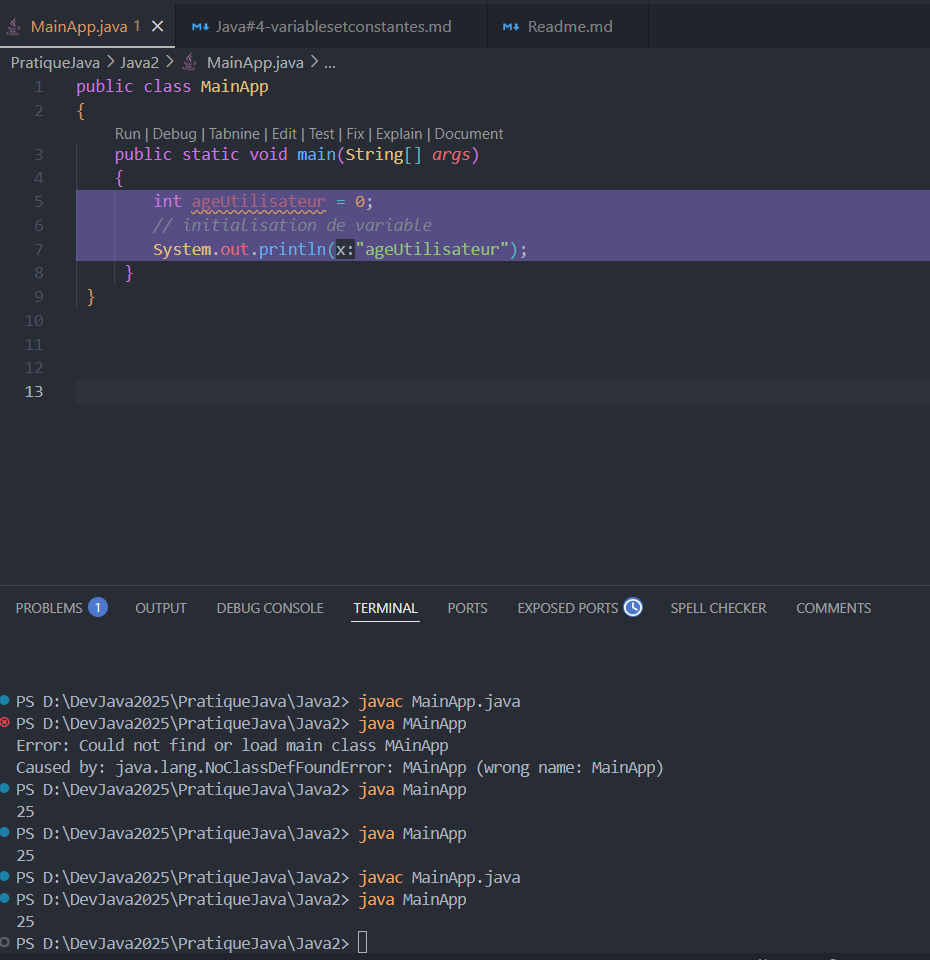 MainApp.java 1 Java#4-variablesetconstantes.md Readme.md
PratiqueJava > Java2 > MainApp.java > ...
1 public class MainApp
2 {
Run | Debug | Tabnine | Edit | Test | Fix | Explain | Document
3 public static void main(String[] args)
4 {
5 int ageUtilisateur = 0;
6 // initialisation de variable
7 System.out.println(x:"ageUtilisateur");
8 }
9 }
10
11
12
13
PROBLEMS 1 OUTPUT DEBUG CONSOLE TERMINAL PORTS EXPOSED PORTS SPELL CHECKER COMMENTS
PS D:\DevJava2025\PratiqueJava\Java2> javac MainApp.java
PS D:\DevJava2025\PratiqueJava\Java2> java MAinApp
Error: Could not find or load main class MAinApp
Caused by: java.lang.NoClassDefFoundError: MAinApp (wrong name: MainApp)
PS D:\DevJava2025\PratiqueJava\Java2> java MainApp
25
PS D:\DevJava2025\PratiqueJava\Java2> java MainApp
25
PS D:\DevJava2025\PratiqueJava\Java2> javac MainApp.java
PS D:\DevJava2025\PratiqueJava\Java2> java MainApp
25
PS D:\DevJava2025\PratiqueJava\Java2>